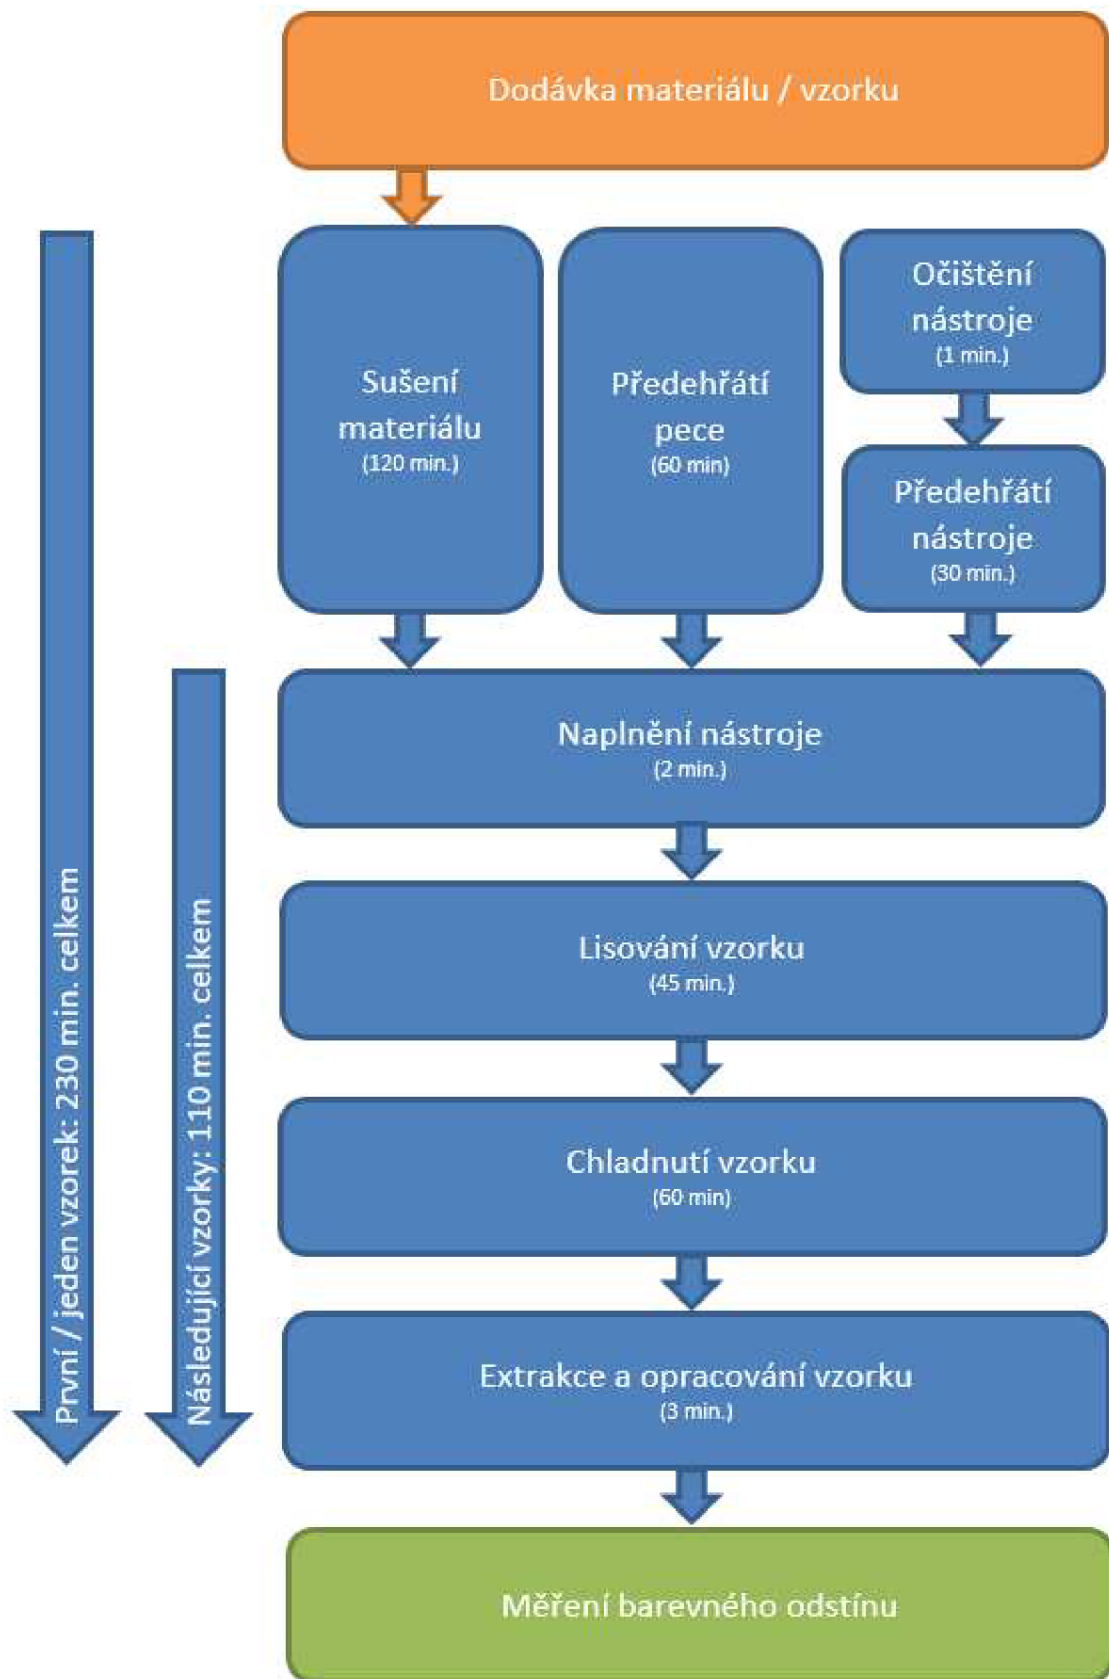 Dodávka materiálu / vzorku
Sušení
materiálu
(120 min.)
Předehřátí
pece
(60 min)
Očištění
nástroje
(1 min.)
Předehřátí
nástroje
(30 min.)
Naplnění nástroje
(2 min.)
Lisování vzorku
(45 min.)
Chladnutí vzorku
(60 min)
Extrakce a opracování vzorku
(3 min.)
Měření barevného odstínu
První / jeden vzorek: 230 min. celkem
Následující vzorky: 110 min. celkem